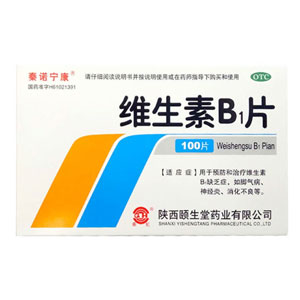 秦诺宁康®
国药准字H61021391
请仔细阅读说明书并按说明使用或在药师指导下购买和使用
OTC
维生素B₁片
100片
Weishengsu B₁ Pian
【适应症】用于预防和治疗维生素
B₁缺乏症，如脚气病、
神经炎、消化不良等。
陕西颐生堂药业有限公司
SHANXI YISHENGTANG PHARMACEUTICAL CO.,LTD.